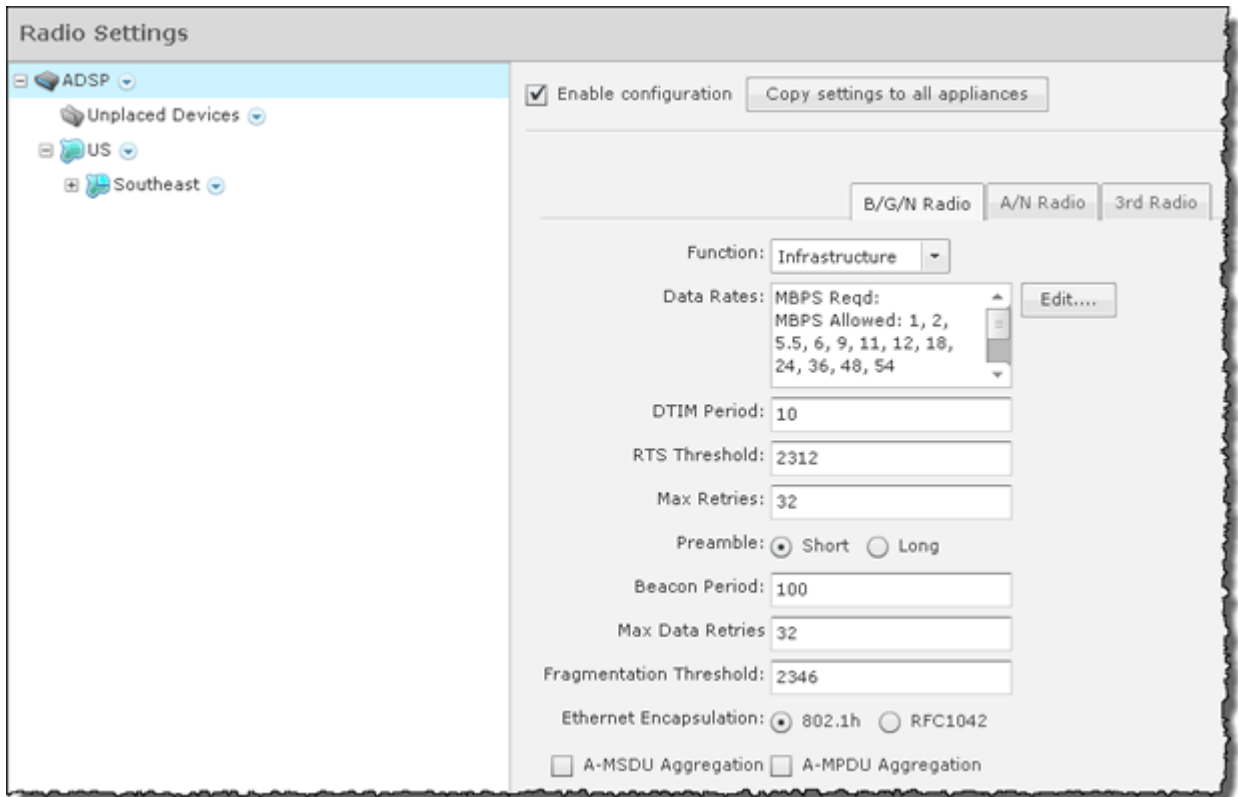 Radio Settings
ADSP
Unplaced Devices
US
Southeast
Enable configuration
Copy settings to all appliances
B/G/N Radio
A/N Radio
3rd Radio
Function: Infrastructure
Data Rates: MBPS Reqd:
MBPS Allowed: 1, 2,
5.5, 6, 9, 11, 12, 18,
24, 36, 48, 54
Edit....
DTIM Period: 10
RTS Threshold: 2312
Max Retries: 32
Preamble: Short Long
Beacon Period: 100
Max Data Retries 32
Fragmentation Threshold: 2346
Ethernet Encapsulation: 802.1h RFC1042
A-MSDU Aggregation A-MPDU Aggregation